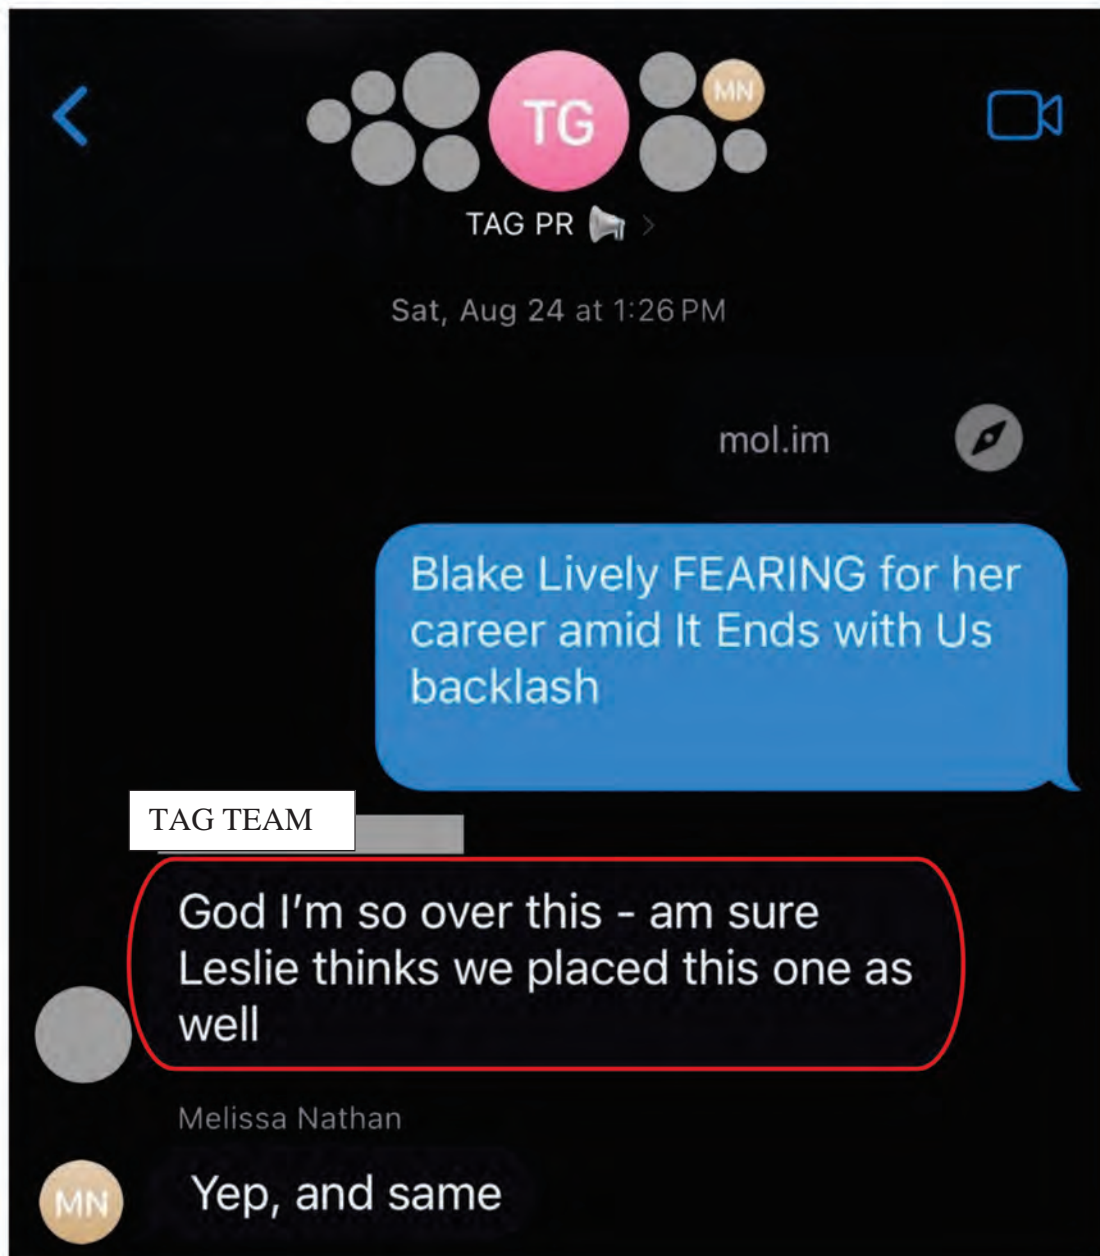 TG
MN
TAG PR
Sat, Aug 24 at 1:26 PM
mol.im
Blake Lively FEARING for her
career amid It Ends with Us
backlash
TAG TEAM
God I'm so over this - am sure
Leslie thinks we placed this one as
well
Melissa Nathan
MN
Yep, and same